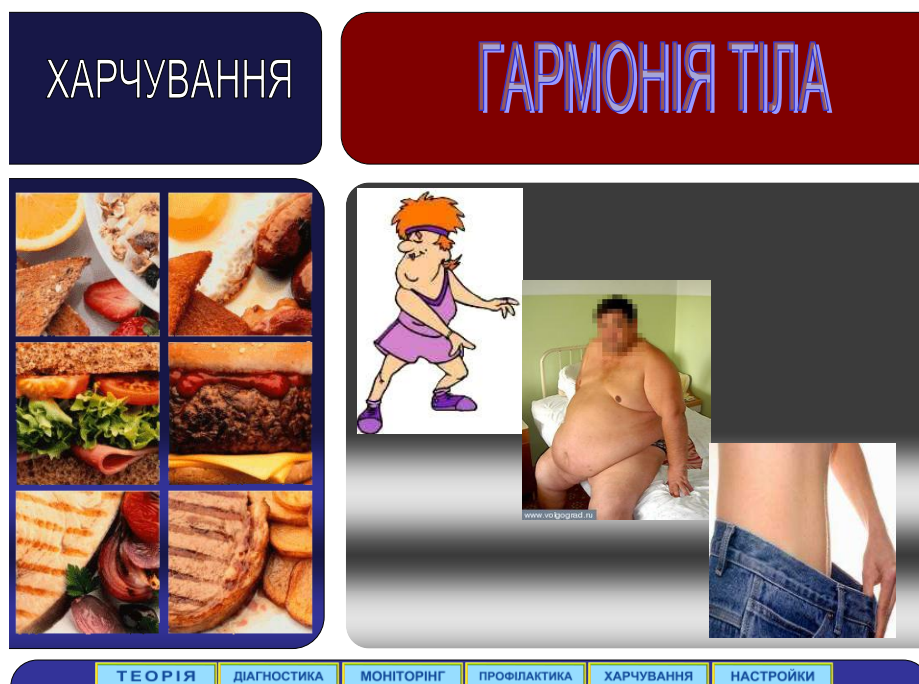 ХАРЧУВАННЯ
ГАРМОНІЯ ТІЛА
www.volgograd.ru
ТЕОРІЯ
ДІАГНОСТИКА
МОНІТОРІНГ
ПРОФІЛАКТИКА
ХАРЧУВАННЯ
НАСТРОЙКИ